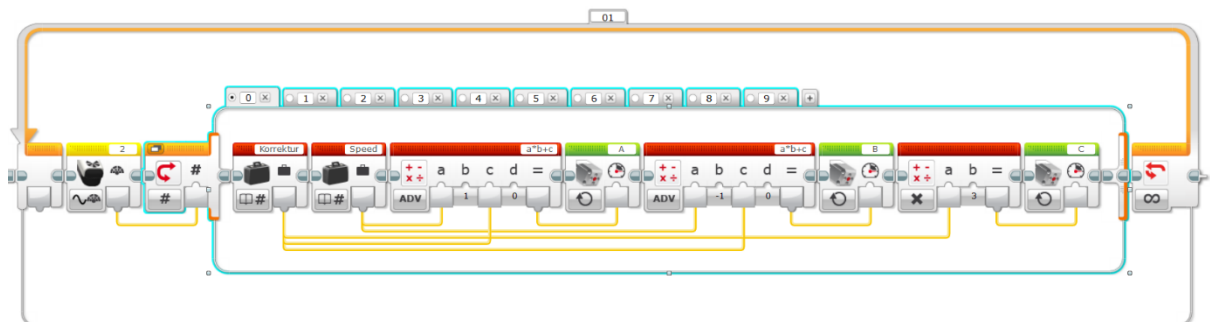 01
0 1 2 3 4 5 6 7 8 9 +
2 Korrektur Speed a*b+c A a*b+c B C
# a b c d = a b c d = a b =
# # # ADV 1 0 ADV -1 0 3 ∞